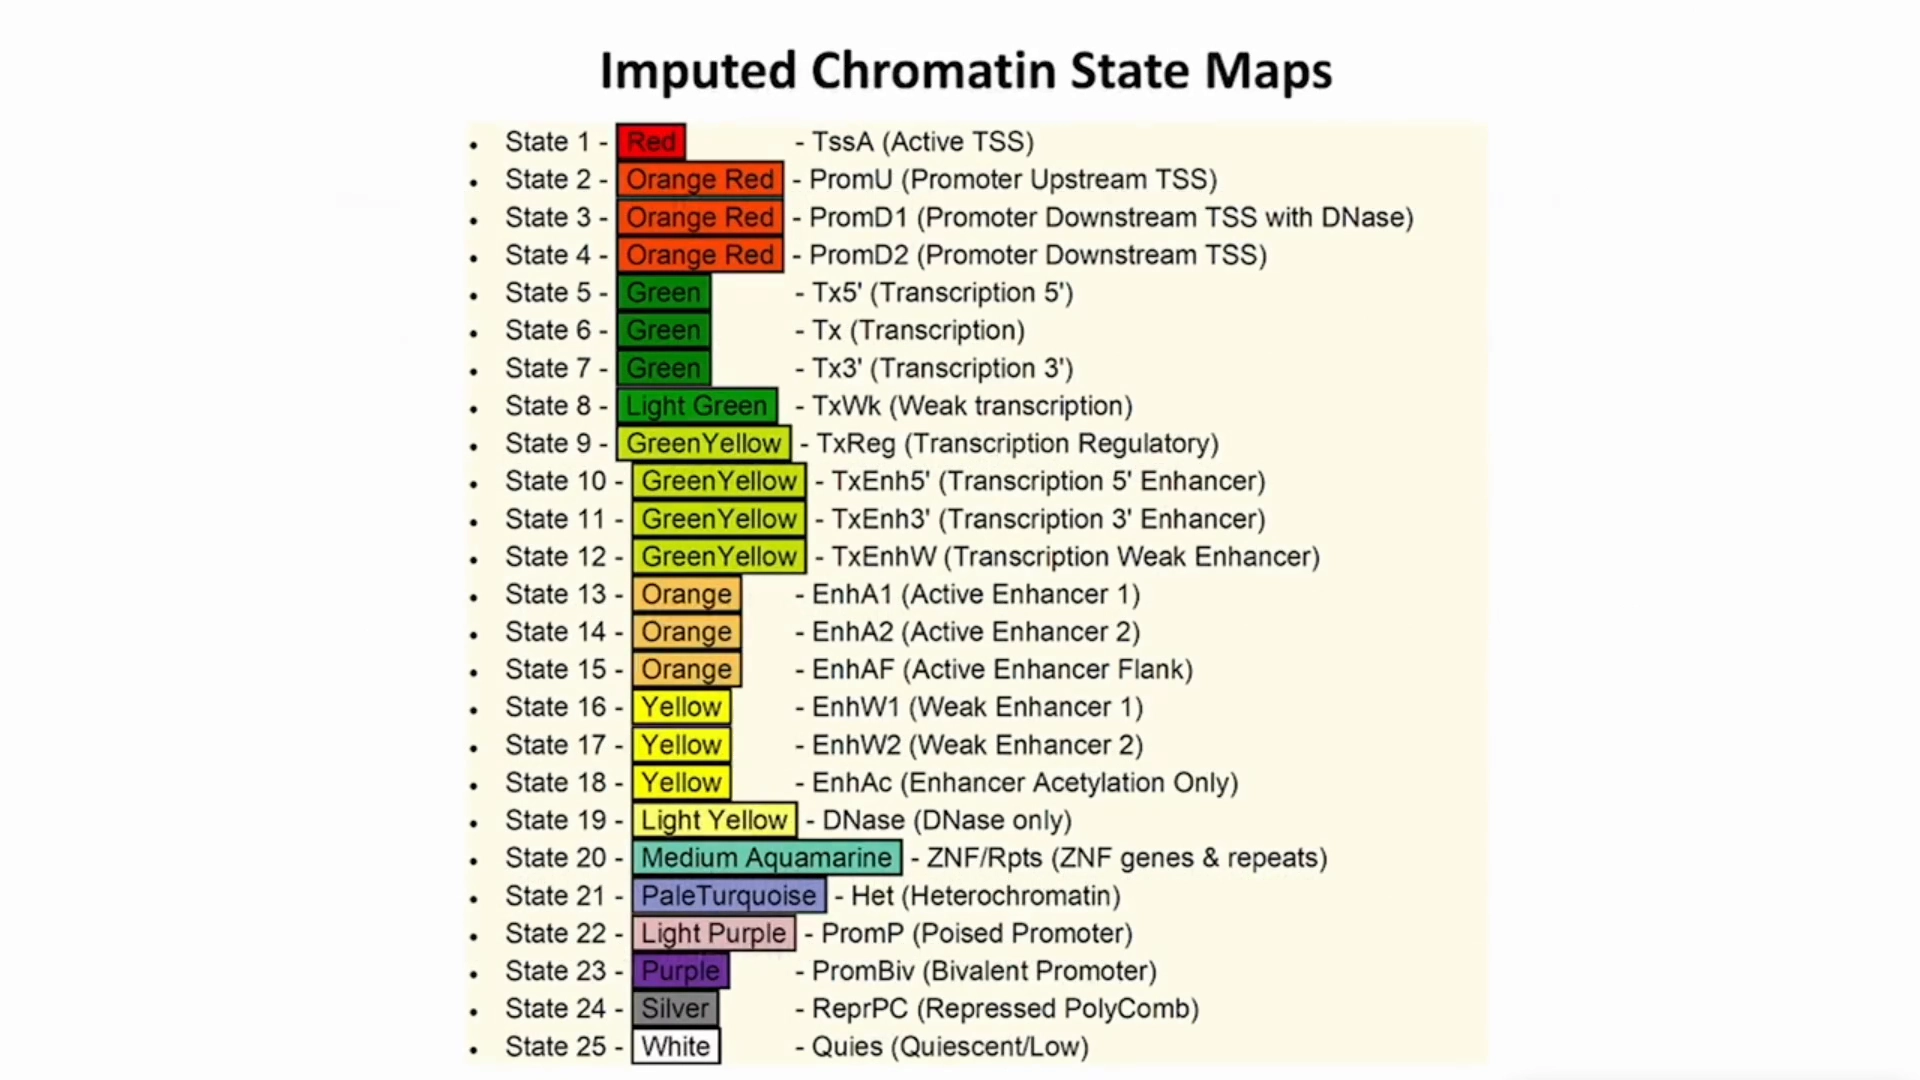 Imputed Chromatin State Maps
• State 1 - Red - TssA (Active TSS)
• State 2 - Orange Red - PromU (Promoter Upstream TSS)
• State 3 - Orange Red - PromD1 (Promoter Downstream TSS with DNase)
• State 4 - Orange Red - PromD2 (Promoter Downstream TSS)
• State 5 - Green - Tx5' (Transcription 5')
• State 6 - Green - Tx (Transcription)
• State 7 - Green - Tx3' (Transcription 3')
• State 8 - Light Green - TxWk (Weak transcription)
• State 9 - GreenYellow - TxReg (Transcription Regulatory)
• State 10 - GreenYellow - TxEnh5' (Transcription 5' Enhancer)
• State 11 - GreenYellow - TxEnh3' (Transcription 3' Enhancer)
• State 12 - GreenYellow - TxEnhW (Transcription Weak Enhancer)
• State 13 - Orange - EnhA1 (Active Enhancer 1)
• State 14 - Orange - EnhA2 (Active Enhancer 2)
• State 15 - Orange - EnhAF (Active Enhancer Flank)
• State 16 - Yellow - EnhW1 (Weak Enhancer 1)
• State 17 - Yellow - EnhW2 (Weak Enhancer 2)
• State 18 - Yellow - EnhAc (Enhancer Acetylation Only)
• State 19 - Light Yellow - DNase (DNase only)
• State 20 - Medium Aquamarine - ZNF/Rpts (ZNF genes & repeats)
• State 21 - PaleTurquoise - Het (Heterochromatin)
• State 22 - Light Purple - PromP (Poised Promoter)
• State 23 - Purple - PromBiv (Bivalent Promoter)
• State 24 - Silver - ReprPC (Repressed PolyComb)
• State 25 - White - Quies (Quiescent/Low)